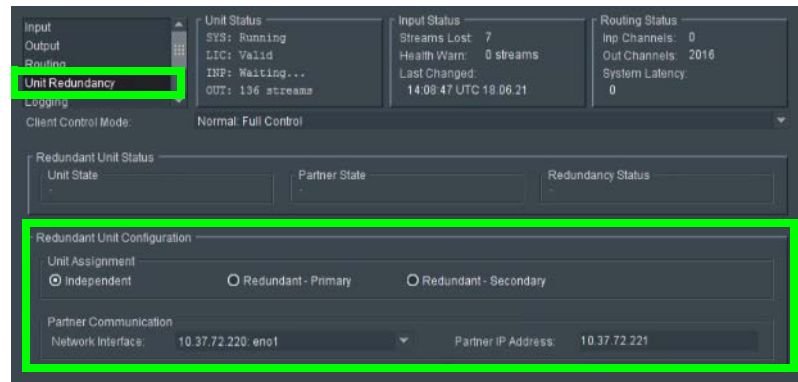 Input
Output
Routing
Unit Redundancy
Logging
Unit Status
SYS: Running
LIC: Valid
INP: Waiting...
OUT: 136 streams
Input Status
Streams Lost: 7
Health Warn: 0 streams
Last Changed:
14:08:47 UTC 18.06.21
Routing Status
Inp Channels: 0
Out Channels: 2016
System Latency:
0
Client Control Mode: Normal: Full Control
Redundant Unit Status
Unit State Partner State Redundancy Status
- - -
Redundant Unit Configuration
Unit Assignment
Independent Redundant - Primary Redundant - Secondary
Partner Communication
Network Interface: 10.37.72.220: eno1 Partner IP Address: 10.37.72.221